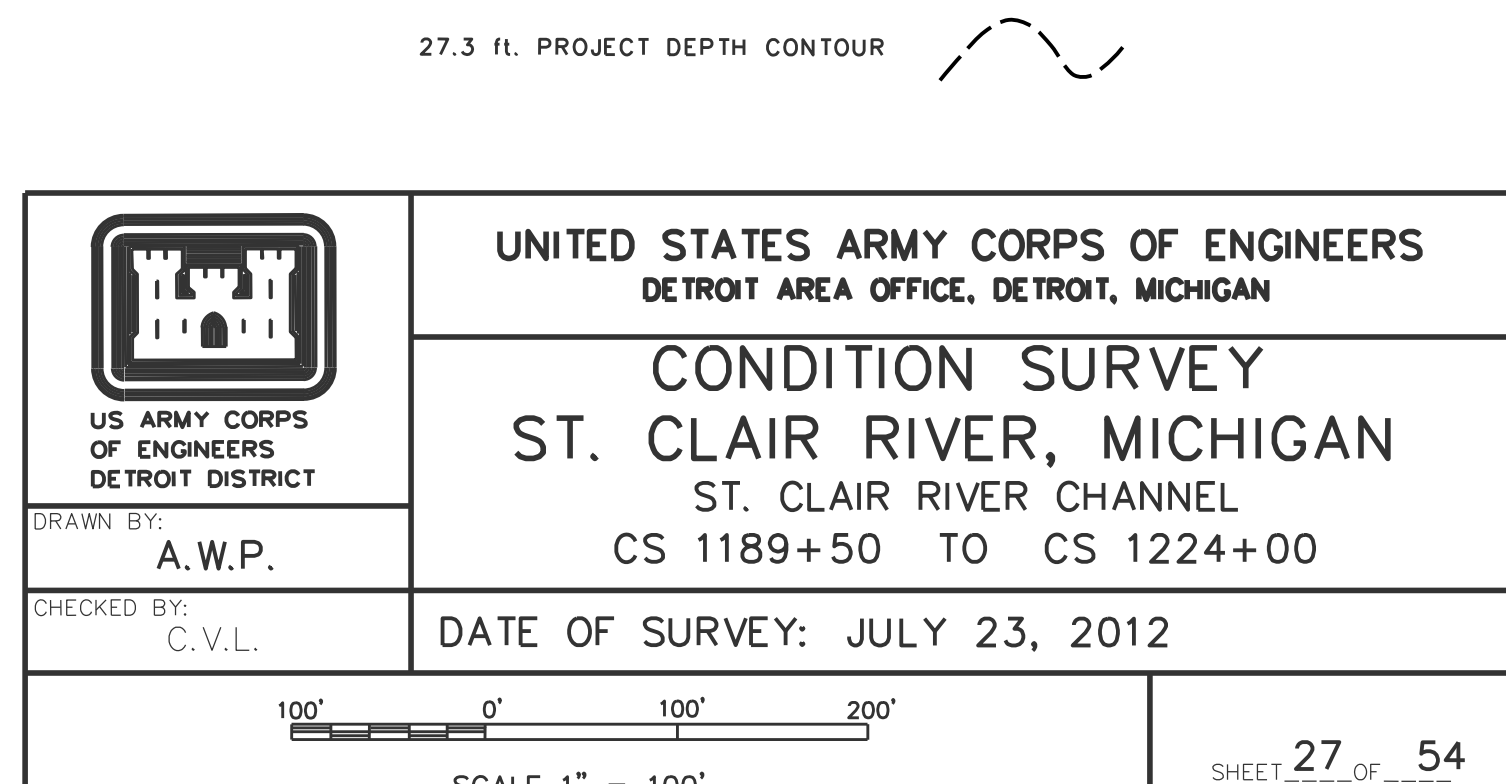 27.3 ft. PROJECT DEPTH CONTOUR
UNITED STATES ARMY CORPS OF ENGINEERS
DETROIT AREA OFFICE, DETROIT, MICHIGAN
US ARMY CORPS
OF ENGINEERS
DETROIT DISTRICT
CONDITION SURVEY
ST. CLAIR RIVER, MICHIGAN
ST. CLAIR RIVER CHANNEL
CS 1189+50 TO CS 1224+00
DRAWN BY:
A.W.P.
CHECKED BY:
C.V.L.
DATE OF SURVEY: JULY 23, 2012
100' 0' 100' 200'
SCALE 1" = 100'
SHEET 27 OF 54